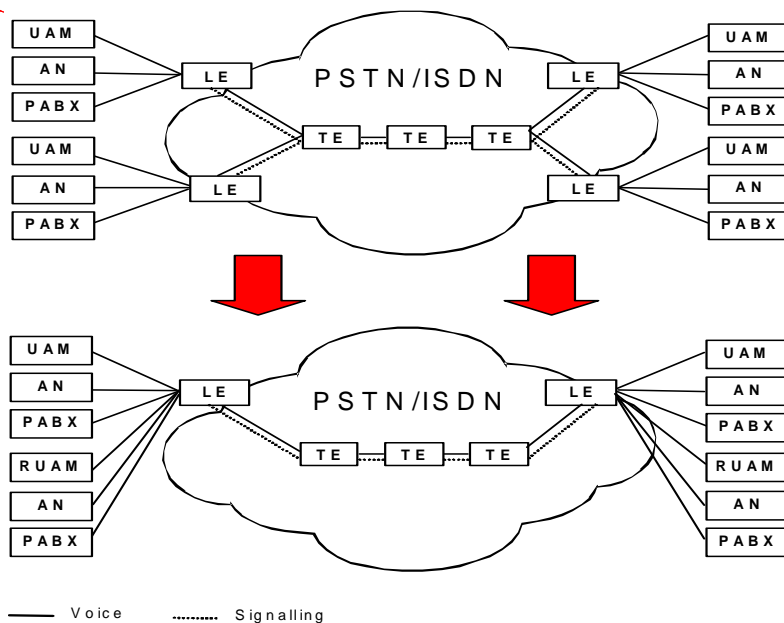 UAM
AN
PABX
UAM
AN
PABX
LE
LE
PSTN/ISDN
TE TE TE
LE
LE
UAM
AN
PABX
UAM
AN
PABX
UAM
AN
PABX
RUAM
AN
PABX
LE
PSTN/ISDN
TE TE TE
LE
UAM
AN
PABX
RUAM
AN
PABX
Voice Signalling